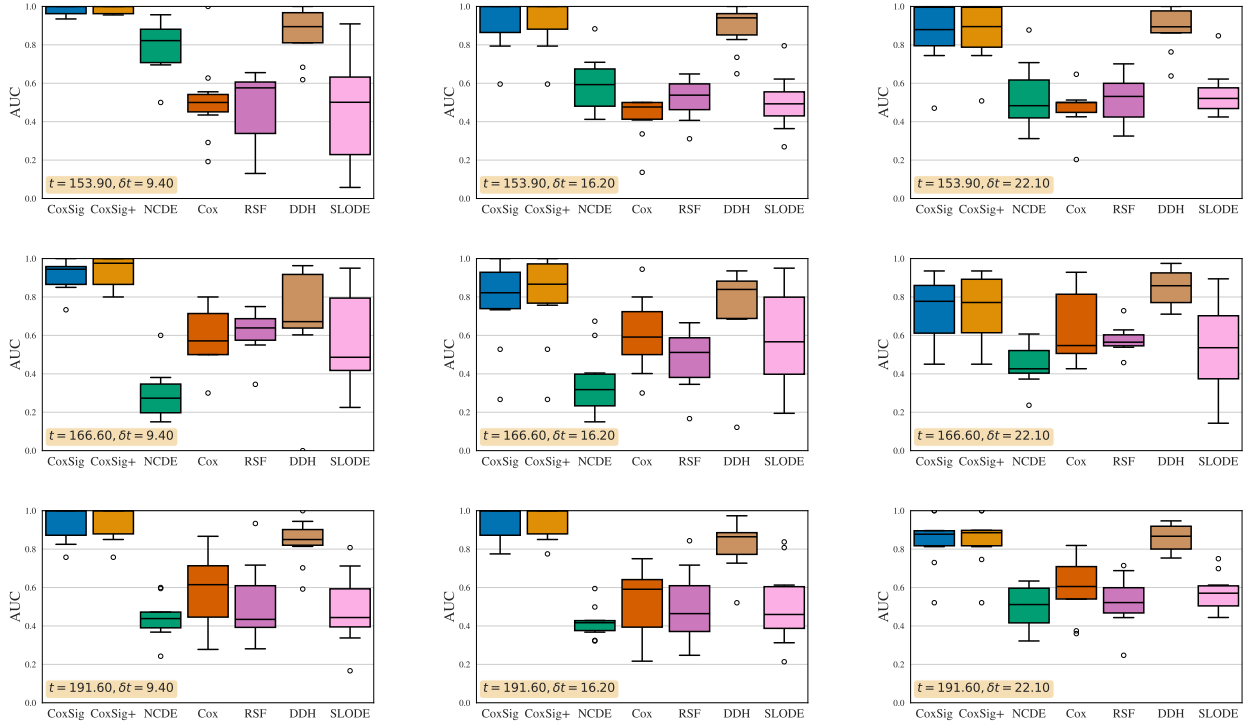 1.0 1.0 1.0
0.8 0.8 0.8
0.6 0.6 0.6
AUC AUC AUC
0.4 0.4 0.4
0.2 0.2 0.2
t = 153.90, δt = 9.40 t = 153.90, δt = 16.20 t = 153.90, δt = 22.10
0.0 0.0 0.0
CoxSig CoxSig+ NCDE Cox RSF DDH SLODE CoxSig CoxSig+ NCDE Cox RSF DDH SLODE CoxSig CoxSig+ NCDE Cox RSF DDH SLODE
1.0 1.0 1.0
0.8 0.8 0.8
0.6 0.6 0.6
AUC AUC AUC
0.4 0.4 0.4
0.2 0.2 0.2
t = 166.60, δt = 9.40 t = 166.60, δt = 16.20 t = 166.60, δt = 22.10
0.0 0.0 0.0
CoxSig CoxSig+ NCDE Cox RSF DDH SLODE CoxSig CoxSig+ NCDE Cox RSF DDH SLODE CoxSig CoxSig+ NCDE Cox RSF DDH SLODE
1.0 1.0 1.0
0.8 0.8 0.8
0.6 0.6 0.6
AUC AUC AUC
0.4 0.4 0.4
0.2 0.2 0.2
t = 191.60, δt = 9.40 t = 191.60, δt = 16.20 t = 191.60, δt = 22.10
0.0 0.0 0.0
CoxSig CoxSig+ NCDE Cox RSF DDH SLODE CoxSig CoxSig+ NCDE Cox RSF DDH SLODE CoxSig CoxSig+ NCDE Cox RSF DDH SLODE